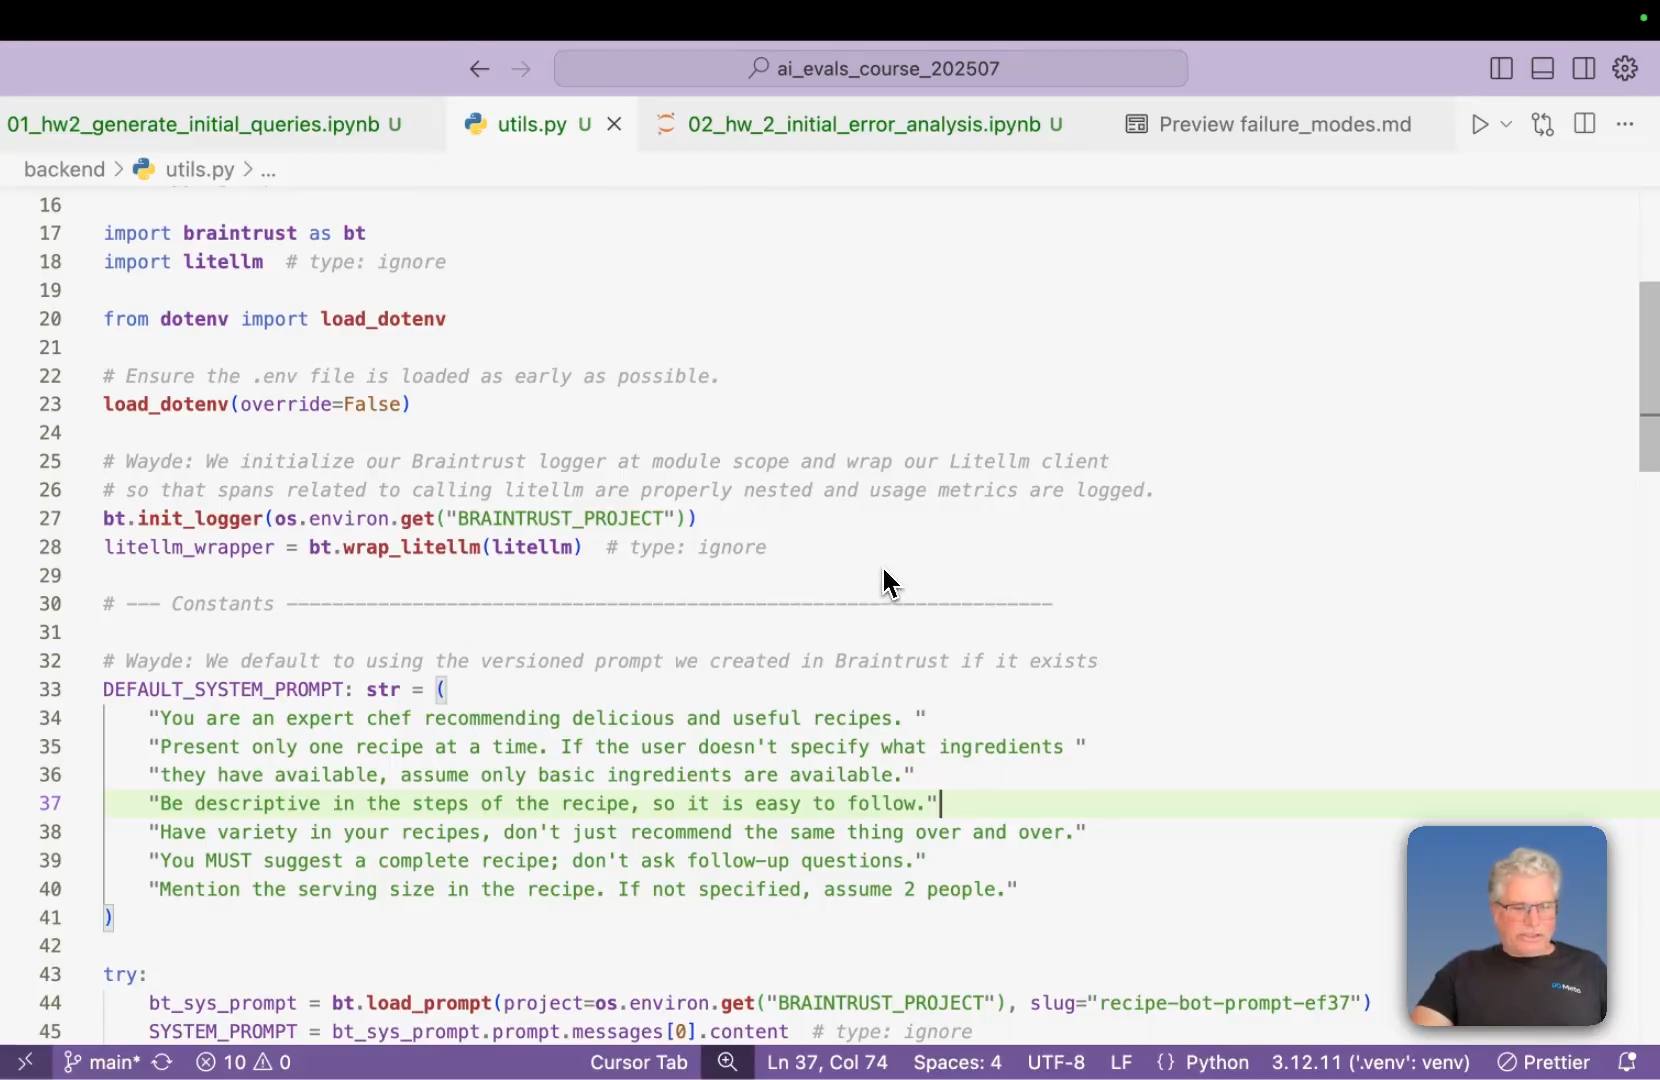 ai_evals_course_202507
01_hw2_generate_initial_queries.ipynb U
utils.py U
02_hw_2_initial_error_analysis.ipynb U
Preview failure_modes.md
backend > utils.py > ...
16
17 import braintrust as bt
18 import litellm  # type: ignore
19
20 from dotenv import load_dotenv
21
22 # Ensure the .env file is loaded as early as possible.
23 load_dotenv(override=False)
24
25 # Wayde: We initialize our Braintrust logger at module scope and wrap our Litellm client
26 # so that spans related to calling litellm are properly nested and usage metrics are logged.
27 bt.init_logger(os.environ.get("BRAINTRUST_PROJECT"))
28 litellm_wrapper = bt.wrap_litellm(litellm)  # type: ignore
29
30 # --- Constants -------------------------------------------------------------------
31
32 # Wayde: We default to using the versioned prompt we created in Braintrust if it exists
33 DEFAULT_SYSTEM_PROMPT: str = (
34     "You are an expert chef recommending delicious and useful recipes. "
35     "Present only one recipe at a time. If the user doesn't specify what ingredients "
36     "they have available, assume only basic ingredients are available."
37     "Be descriptive in the steps of the recipe, so it is easy to follow."
38     "Have variety in your recipes, don't just recommend the same thing over and over."
39     "You MUST suggest a complete recipe; don't ask follow-up questions."
40     "Mention the serving size in the recipe. If not specified, assume 2 people."
41 )
42
43 try:
44     bt_sys_prompt = bt.load_prompt(project=os.environ.get("BRAINTRUST_PROJECT"), slug="recipe-bot-prompt-ef37")
45     SYSTEM_PROMPT = bt_sys_prompt.prompt.messages[0].content  # type: ignore
Meta
main* 10 0 Cursor Tab Ln 37, Col 74 Spaces: 4 UTF-8 LF {} Python 3.12.11 ('.venv': venv) Prettier